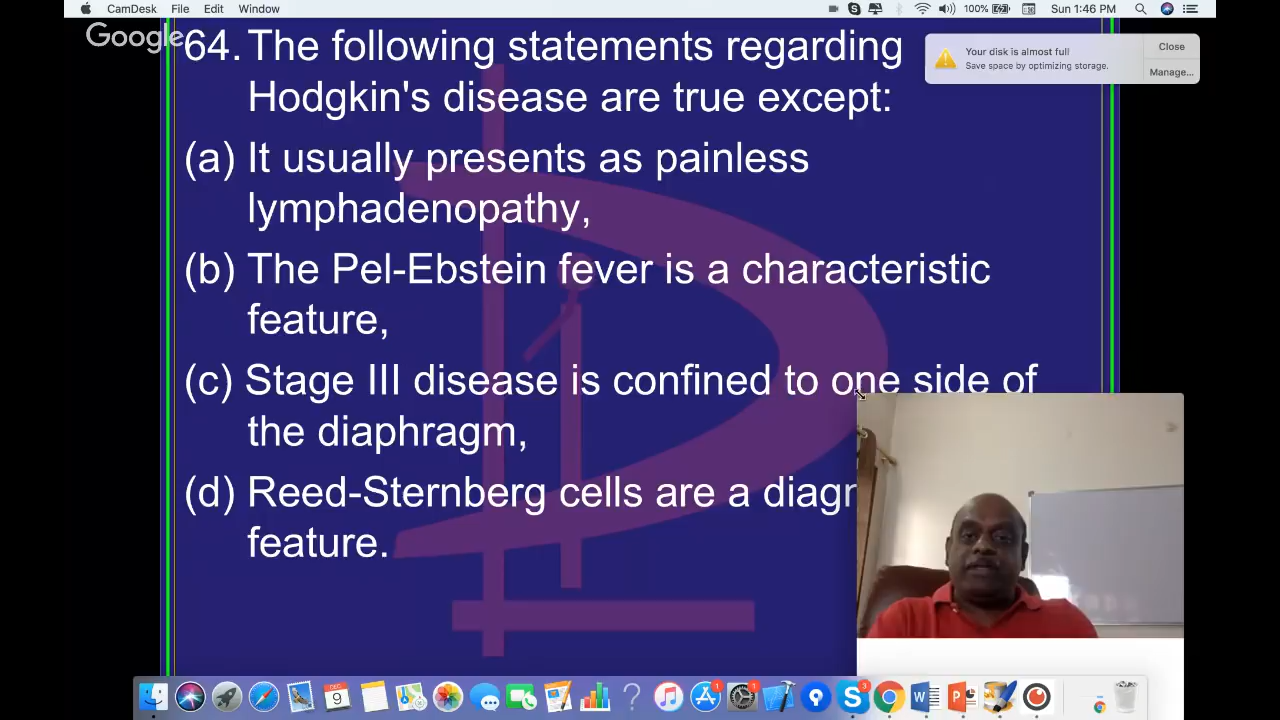 CamDesk File Edit Window 100% Sun 1:46 PM
Google
Your disk is almost full
Save space by optimizing storage.
Close
Manage...
64. The following statements regarding
Hodgkin's disease are true except:
(a) It usually presents as painless
lymphadenopathy,
(b) The Pel-Ebstein fever is a characteristic
feature,
(c) Stage III disease is confined to one side of
the diaphragm,
(d) Reed-Sternberg cells are a
feature.
DEC
9